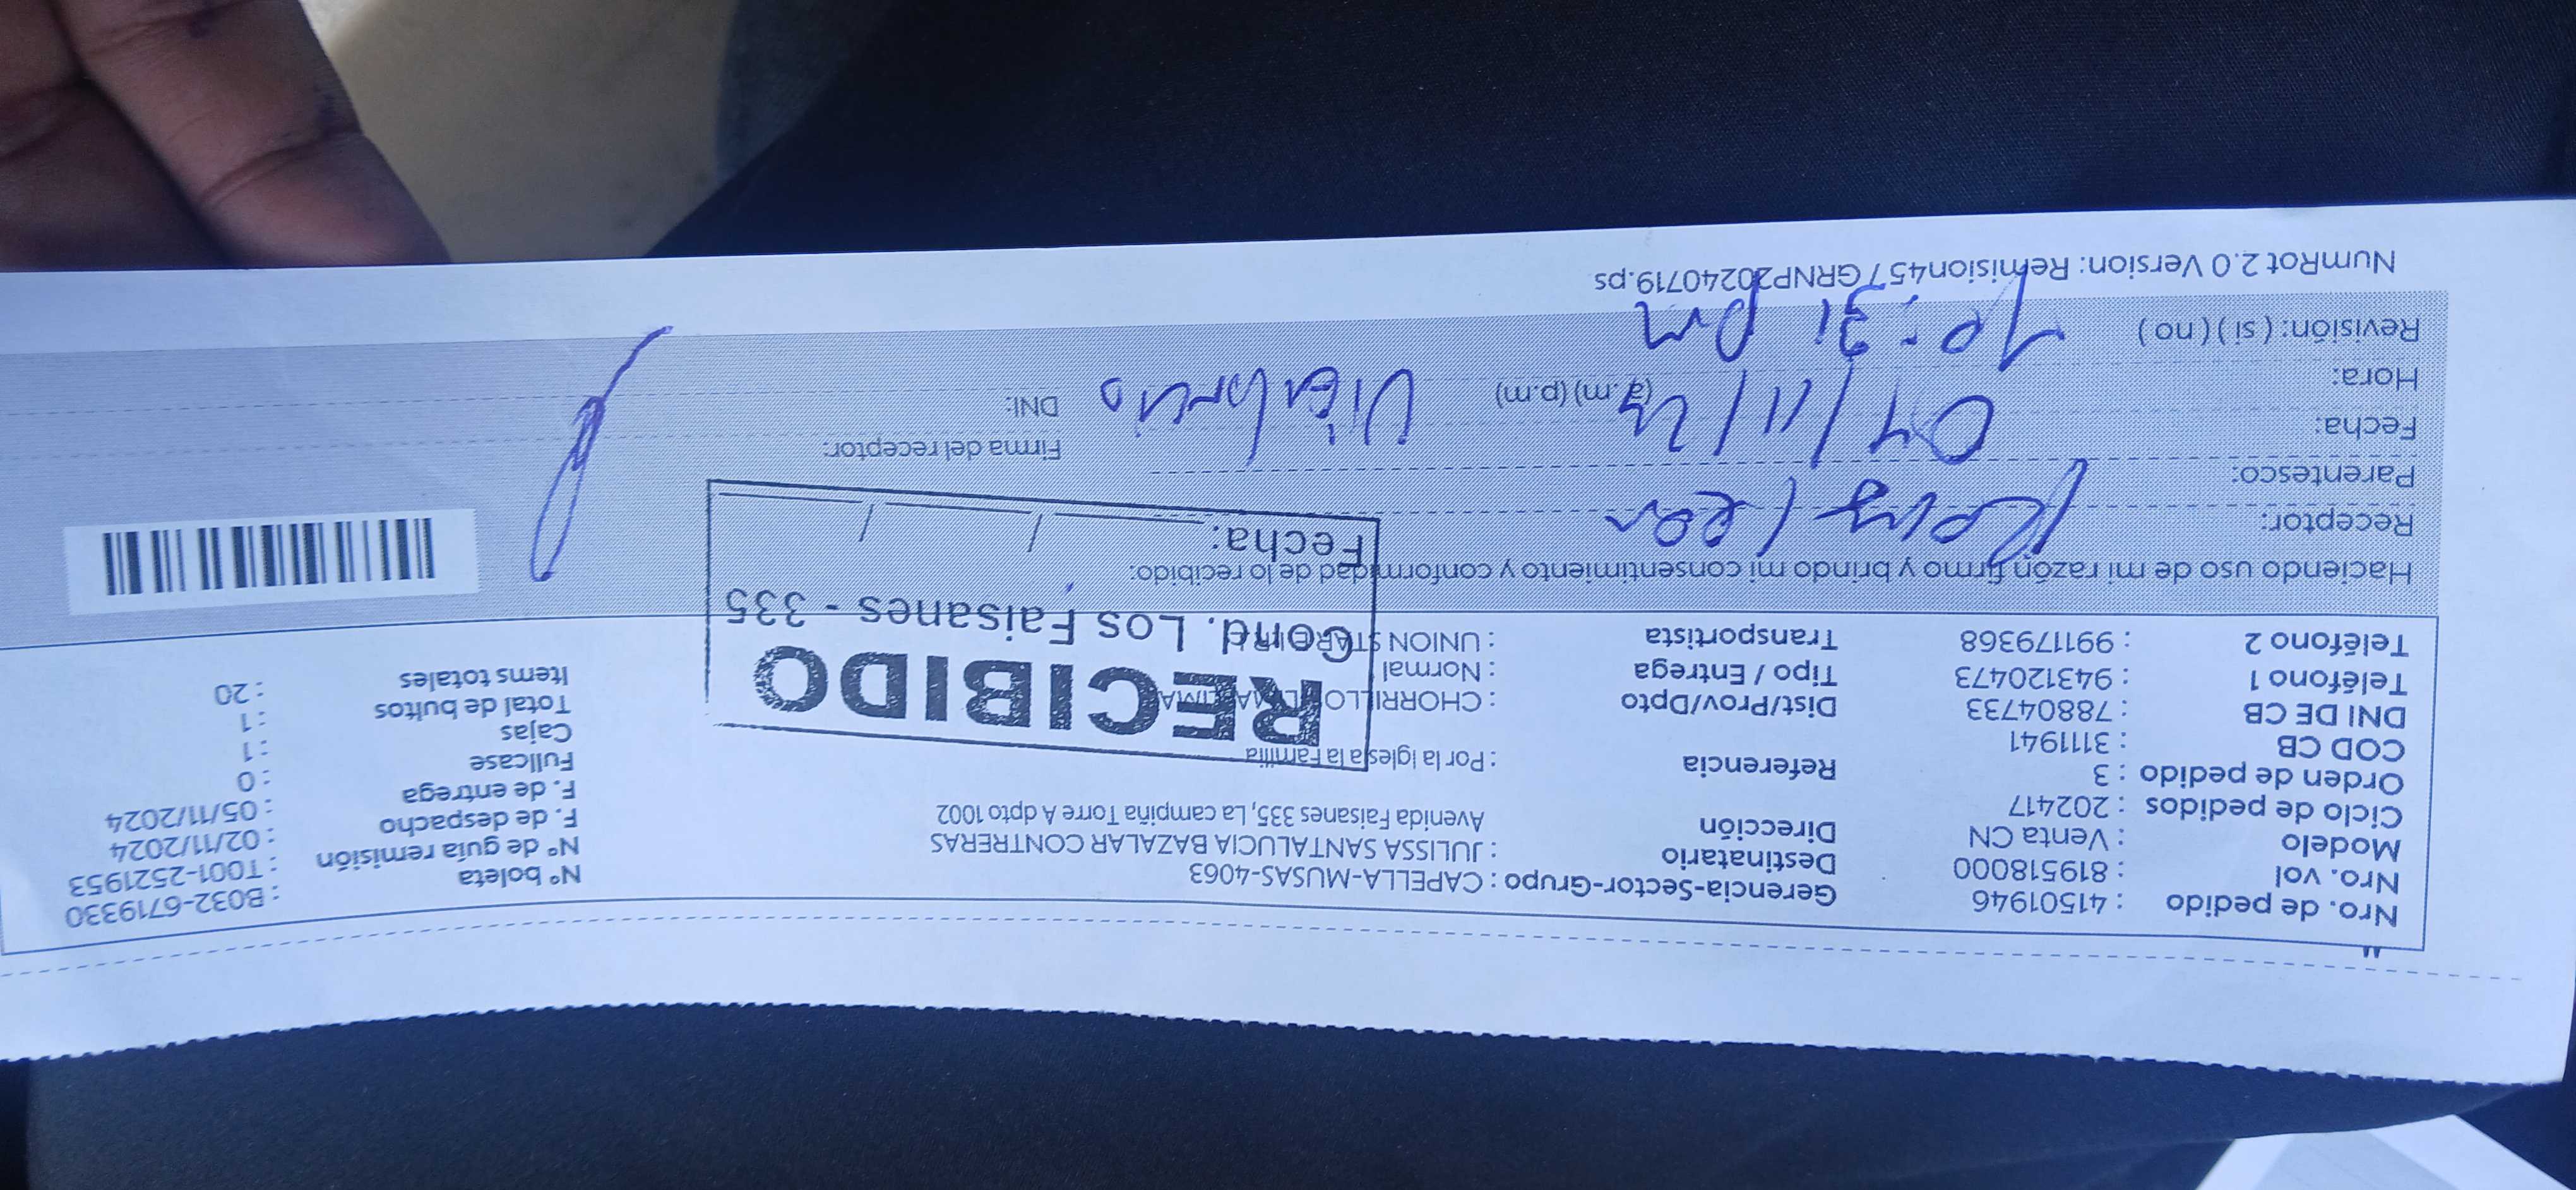 Nro. de pedido : 41501946
Nro. vol : 819518000
Modelo : Venta CN
Ciclo de pedidos : 202417
Orden de pedido : 3
COD CB : 3111941
DNI DE CB : 78804733
Teléfono 1 : 943120473
Teléfono 2 : 991179368
Gerencia-Sector-Grupo : CAPELLA-MUSAS-4063
Destinatario : JULISSA SANTALUCIA BAZALAR CONTRERAS
Dirección Avenida Faisanes 335, La campiña Torre A dpto 1002
Referencia : Por la iglesia la Familia
Dist/Prov/Dpto : CHORRILLOS
Tipo / Entrega : Normal
Transportista : UNION STAR
N° boleta : B032-6719330
N° de guía remisión : T001-2521953
F. de despacho : 02/11/2024
F. de entrega : 05/11/2024
Fullcase : 0
Cajas : 1
Total de bultos : 1
Items totales : 20
RECIBIDO
Cond. Los Faisanes - 335
Fecha: / /
Haciendo uso de mi razón firmo y brindo mi consentimiento y conformidad de lo recibido:
Receptor:
Parentesco:
Fecha: 04/11/24
Hora: (a.m) (p.m)
Revisión: ( si ) ( no ) pm
Firma del receptor:
DNI:
NumRot 2.0 Version: Remision457GRNP20240719.ps